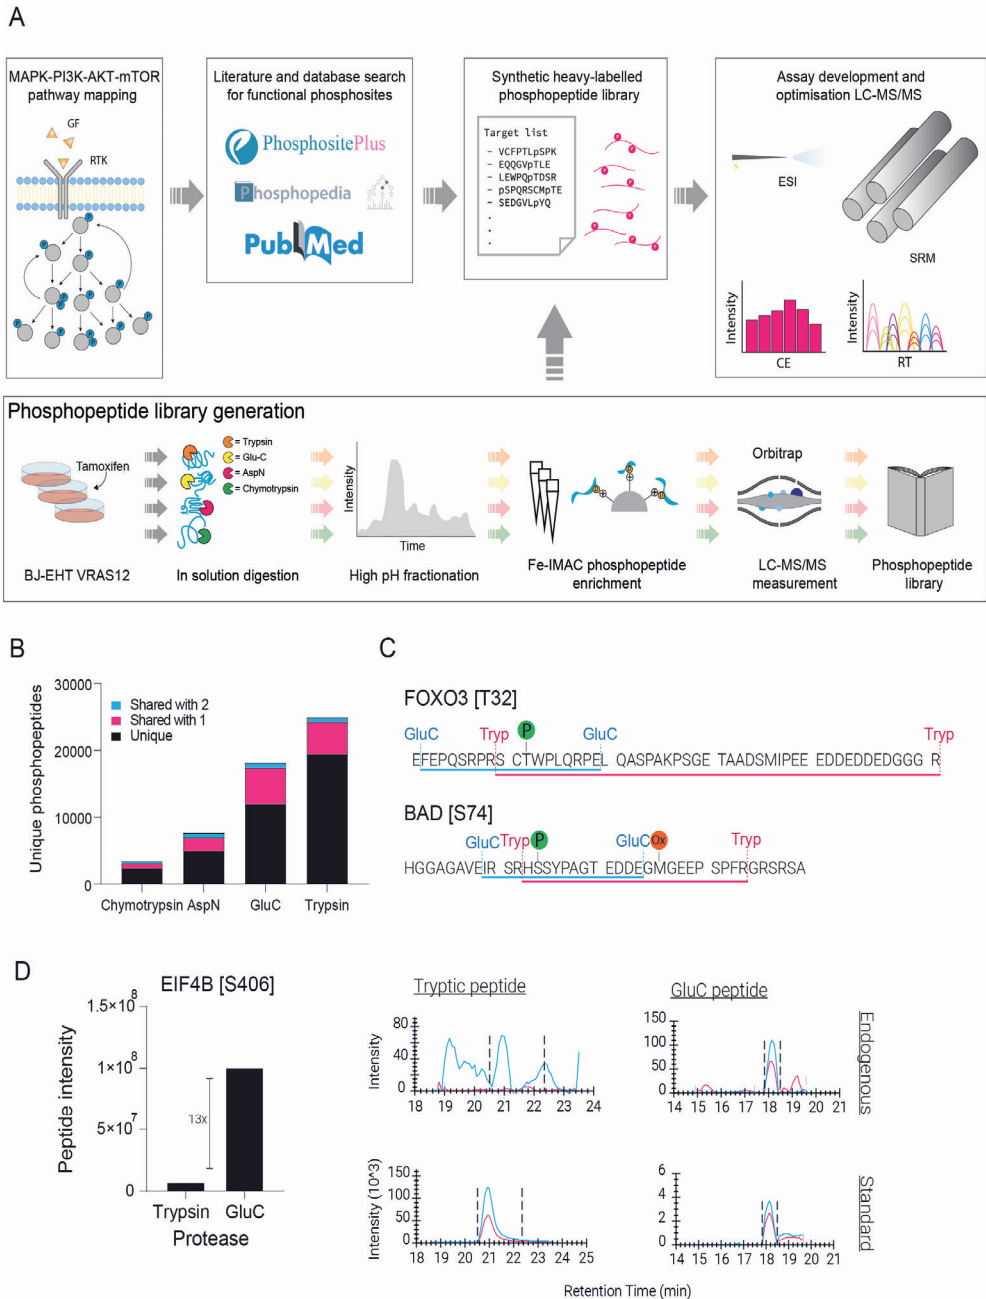 A
MAPK-PI3K-AKT-mTOR
pathway mapping
GF
RTK
P
P
P
P
P
P
P
P
P
P
P
P
Literature and database search
for functional phosphosites
PhosphositePlus
Phosphopedia
PubMed
Synthetic heavy-labelled
phosphopeptide library
Target list
– VCFPTLpSPK
– EQQGVpTLE
– LEWPQpTDSR
– pSPQRSCMpTE
– SEDGVLpYQ
.
.
.
Assay development and
optimisation LC-MS/MS
ESI
SRM
Intensity
CE
Intensity
RT
Phosphopeptide library generation
Tamoxifen
BJ-EHT VRAS12
= Trypsin
= Glu-C
= AspN
= Chymotrypsin
In solution digestion
Intensity
Time
High pH fractionation
Fe-IMAC phosphopeptide
enrichment
Orbitrap
LC-MS/MS
measurement
Phosphopeptide
library
B
Unique phosphopeptides
30000
20000
10000
0
Shared with 2
Shared with 1
Unique
Chymotrypsin AspN GluC Trypsin
C
FOXO3 [T32]
GluC Tryp P GluC Tryp
EFEPQSRPRS CTWPLQRPEL QASPAKPSGE TAADSMIPEE EDDEDDEDGGG R
BAD [S74]
GluC Tryp P GluC Ox Tryp
HGGAGAVEIR SRHSSYPAGT EDDEGMGEEP SPFRGRSRSA
D
EIF4B [S406]
Peptide intensity
1.5×10^8
1×10^8
5×10^7
0
13x
Trypsin GluC
Protease
Tryptic peptide
Intensity
80
40
0
18 19 20 21 22 23 24
GluC peptide
150
100
50
0
14 15 16 17 18 19 20 21
Endogenous
Intensity (10^3)
150
100
50
0
18 19 20 21 22 23 24 25
6
4
2
0
14 15 16 17 18 19 20 21
Standard
Retention Time (min)